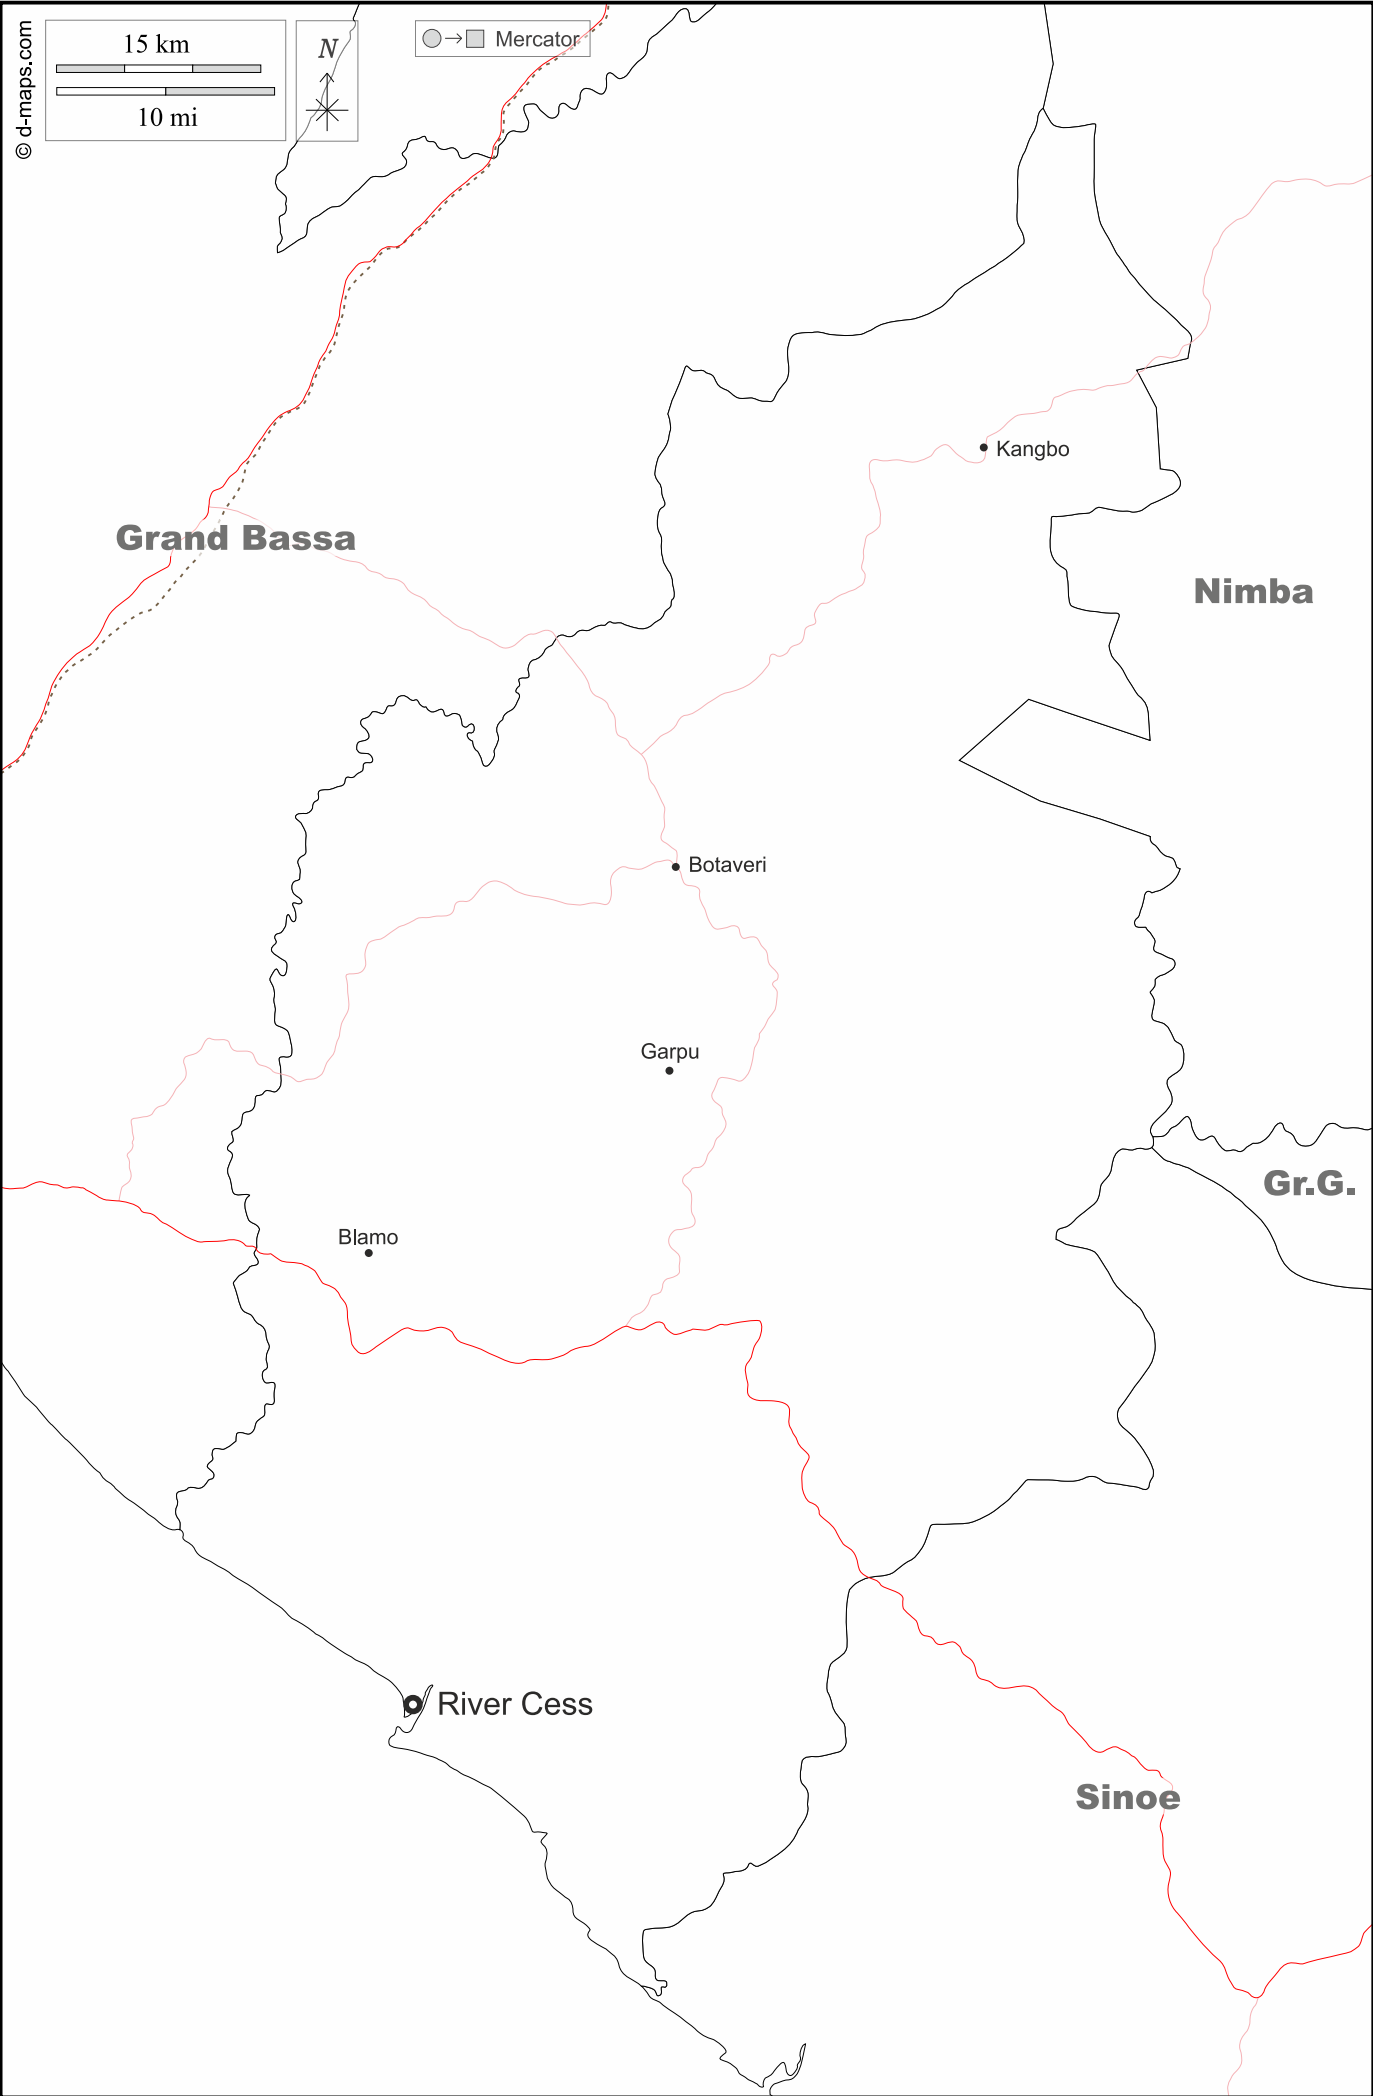 © d-maps.com
15 km
10 mi
N
Mercator
Kangbo
Grand Bassa
Nimba
Botaveri
Garpu
Gr.G.
Blamo
River Cess
Sinoe